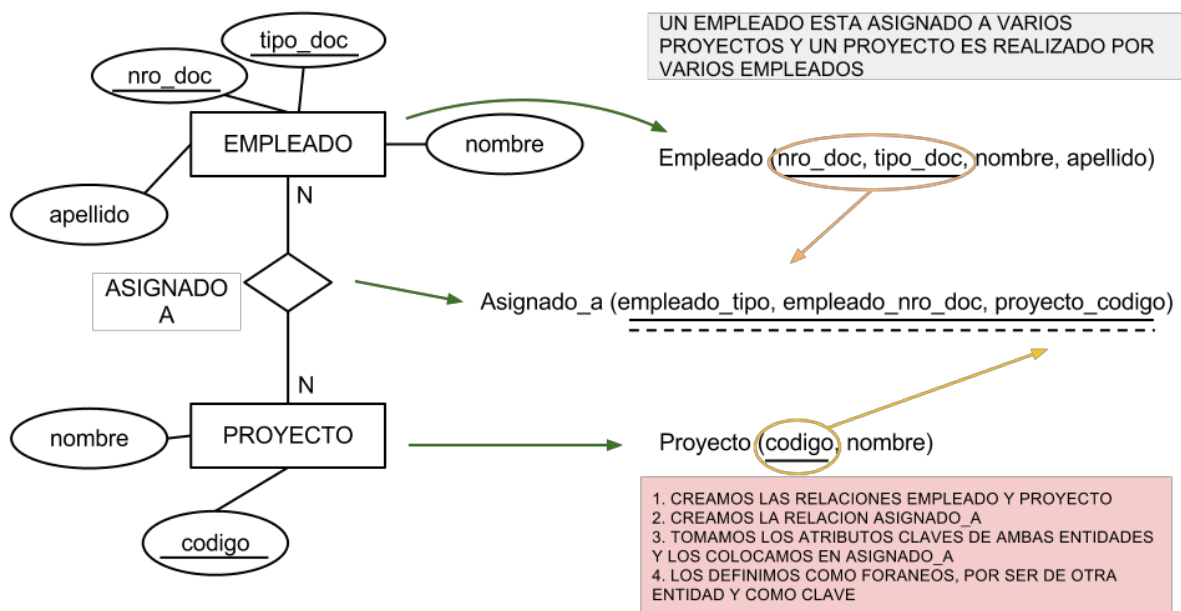 tipo_doc
nro_doc
EMPLEADO
nombre
apellido
N
ASIGNADO
A
N
nombre
PROYECTO
codigo
UN EMPLEADO ESTA ASIGNADO A VARIOS
PROYECTOS Y UN PROYECTO ES REALIZADO POR
VARIOS EMPLEADOS
Empleado (nro_doc, tipo_doc, nombre, apellido)
Asignado_a (empleado_tipo, empleado_nro_doc, proyecto_codigo)
Proyecto (codigo, nombre)
1. CREAMOS LAS RELACIONES EMPLEADO Y PROYECTO
2. CREAMOS LA RELACION ASIGNADO_A
3. TOMAMOS LOS ATRIBUTOS CLAVES DE AMBAS ENTIDADES
Y LOS COLOCAMOS EN ASIGNADO_A
4. LOS DEFINIMOS COMO FORANEOS, POR SER DE OTRA
ENTIDAD Y COMO CLAVE